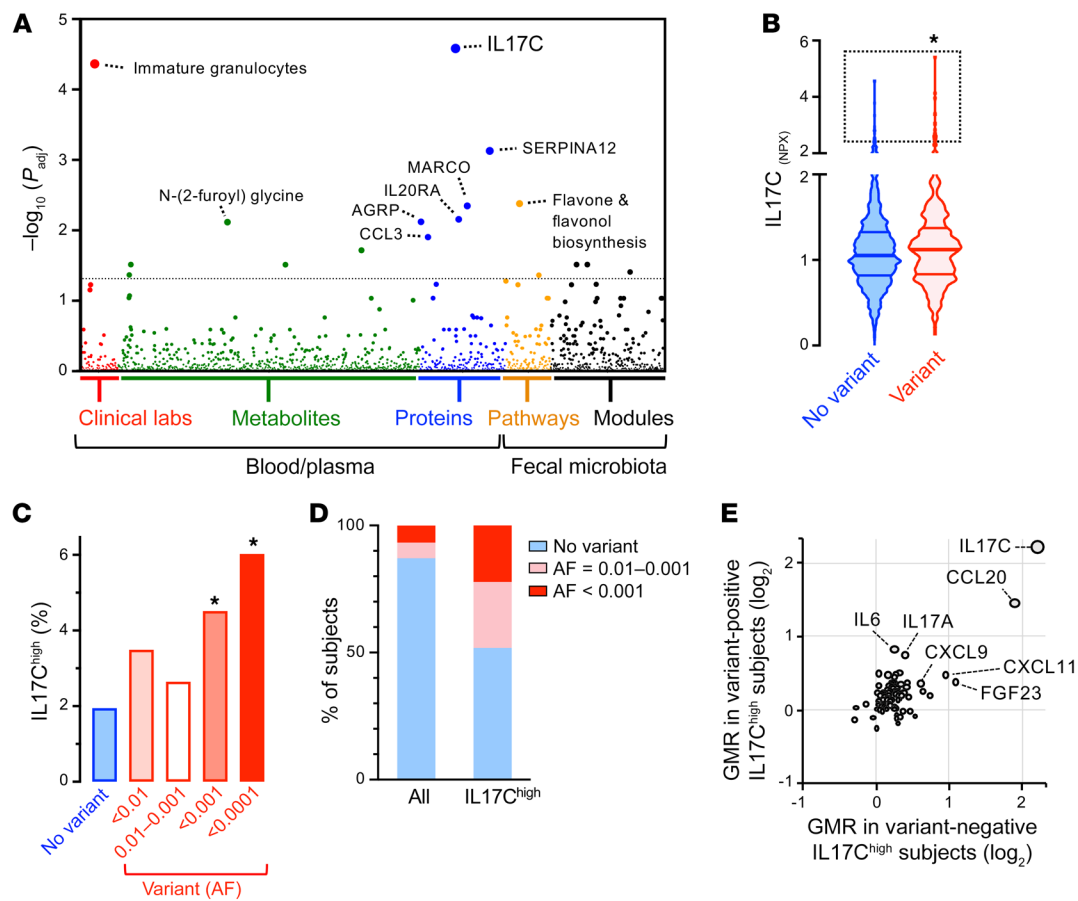 A
5
4
3
2
1
0
–log10 (Padj)
IL17C
Immature granulocytes
SERPINA12
MARCO
IL20RA
N-(2-furoyl) glycine
AGRP
CCL3
Flavone &
flavonol
biosynthesis
Clinical labs
Metabolites
Proteins
Pathways
Modules
Blood/plasma
Fecal microbiota
B
*
6
4
2
2
1
0
IL17C (NPX)
No variant
Variant
C
6
4
2
0
IL17Chigh (%)
*
*
No variant
<0.01
0.01–0.001
<0.001
<0.0001
Variant (AF)
D
100
50
0
% of subjects
All
IL17Chigh
No variant
AF = 0.01–0.001
AF < 0.001
E
2
1
0
-1
GMR in variant-positive
IL17Chigh subjects (log2)
IL17C
CCL20
IL6
IL17A
CXCL9
CXCL11
FGF23
-1
0
1
2
GMR in variant-negative
IL17Chigh subjects (log2)